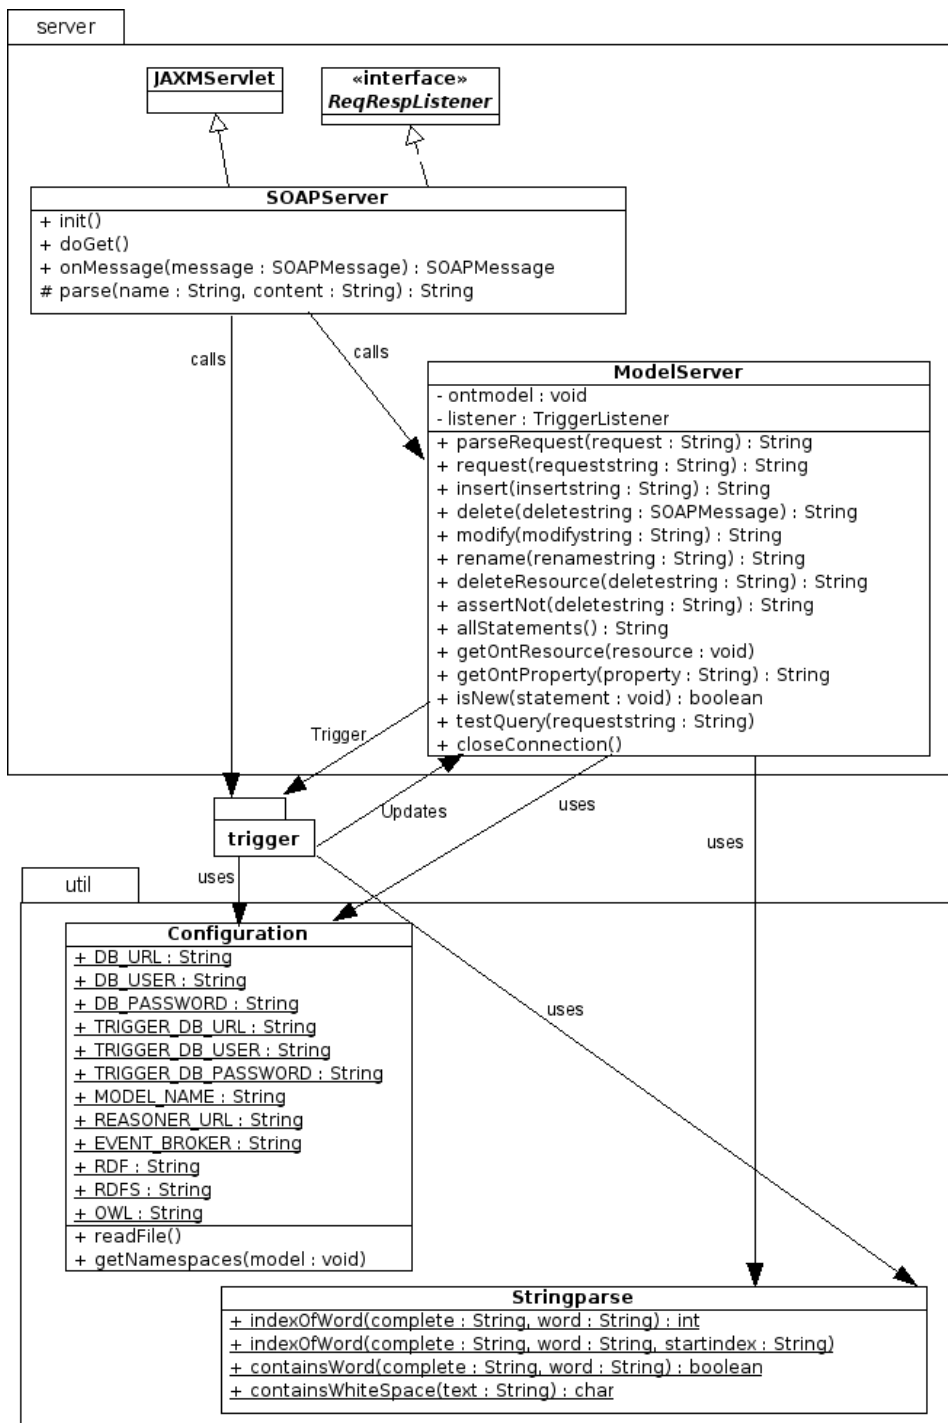 server
JAXMServlet
«interface»
ReqRespListener
SOAPServer
+ init()
+ doGet()
+ onMessage(message : SOAPMessage) : SOAPMessage
# parse(name : String, content : String) : String
calls
calls
ModelServer
- ontmodel : void
- listener : TriggerListener
+ parseRequest(request : String) : String
+ request(requeststring : String) : String
+ insert(insertstring : String) : String
+ delete(deletestring : SOAPMessage) : String
+ modify(modifystring : String) : String
+ rename(renamestring : String) : String
+ deleteResource(deletestring : String) : String
+ assertNot(deletestring : String) : String
+ allStatements() : String
+ getOntResource(resource : void)
+ getOntProperty(property : String) : String
+ isNew(statement : void) : boolean
+ testQuery(requeststring : String)
+ closeConnection()
Trigger
Updates
uses
uses
trigger
uses
util
Configuration
+ DB_URL : String
+ DB_USER : String
+ DB_PASSWORD : String
+ TRIGGER_DB_URL : String
+ TRIGGER_DB_USER : String
+ TRIGGER_DB_PASSWORD : String
+ MODEL_NAME : String
+ REASONER_URL : String
+ EVENT_BROKER : String
+ RDF : String
+ RDFS : String
+ OWL : String
+ readFile()
+ getNamespaces(model : void)
uses
Stringparse
+ indexOfWord(complete : String, word : String) : int
+ indexOfWord(complete : String, word : String, startindex : String)
+ containsWord(complete : String, word : String) : boolean
+ containsWhiteSpace(text : String) : char